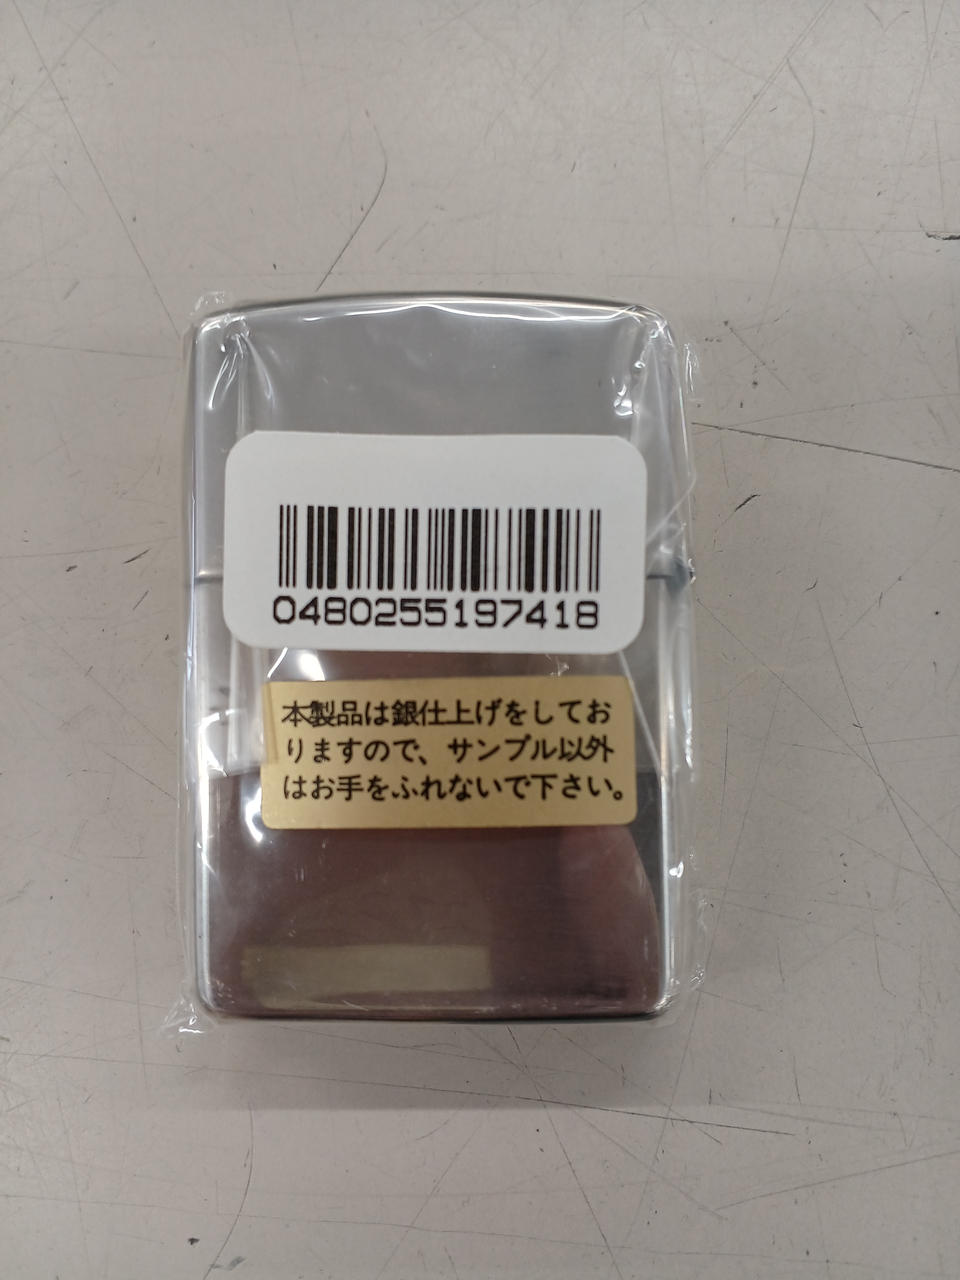 0480255197418
本製品は銀仕上げをしてお
りますので、サンプル以外
はお手をふれないで下さい。